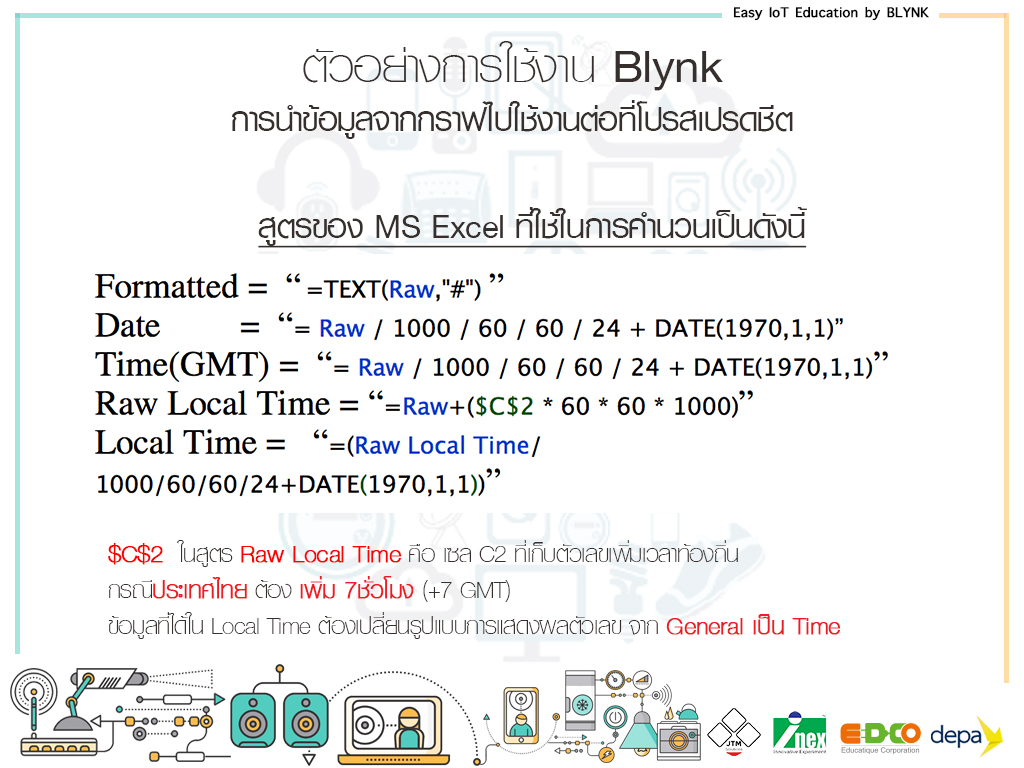 Easy IoT Education by BLYNK
ตัวอย่างการใช้งาน Blynk
การนำข้อมูลจากกราฟไปใช้งานต่อที่โปรสเปรดชีต
สูตรของ MS Excel ที่ใช้ในการคำนวนเป็นดังนี้
Formatted = “ =TEXT(Raw,"#") ”
Date = “= Raw / 1000 / 60 / 60 / 24 + DATE(1970,1,1)”
Time(GMT) = “= Raw / 1000 / 60 / 60 / 24 + DATE(1970,1,1)”
Raw Local Time = “=Raw+($C$2 * 60 * 60 * 1000)”
Local Time = “=(Raw Local Time/
1000/60/60/24+DATE(1970,1,1))”
$C$2 ในสูตร Raw Local Time คือ เซล C2 ที่เก็บตัวเลขเพิ่มเวลาท้องถิ่น
กรณีประเทศไทย ต้อง เพิ่ม 7ชั่วโมง (+7 GMT)
ข้อมูลที่ได้ใน Local Time ต้องเปลี่ยนรูปแบบการแสดงผลตัวเลข จาก General เป็น Time
JTM
inex
Innovative Experiment
EDCO
Educatique Corporation
depa